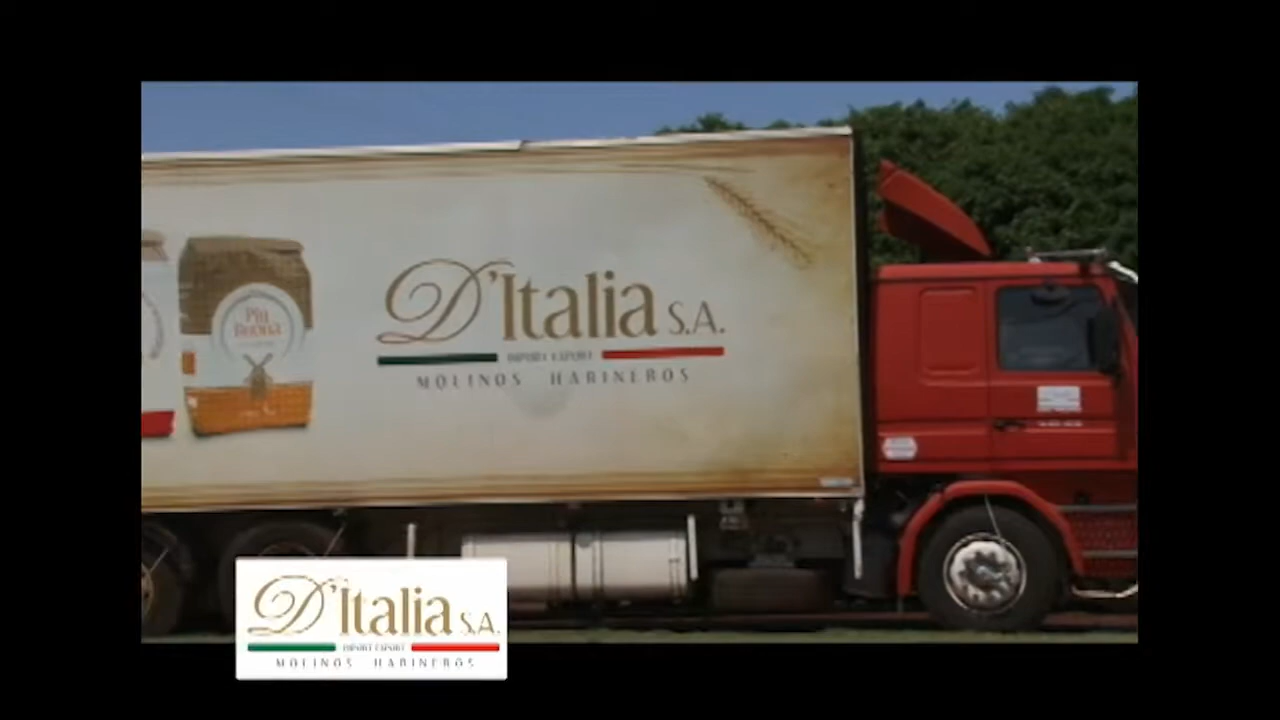 D'Italia S.A.
IMPORT EXPORT
MOLINOS HARINEROS
Più
Buona
D'Italia S.A.
IMPORT EXPORT
MOLINOS HARINEROS